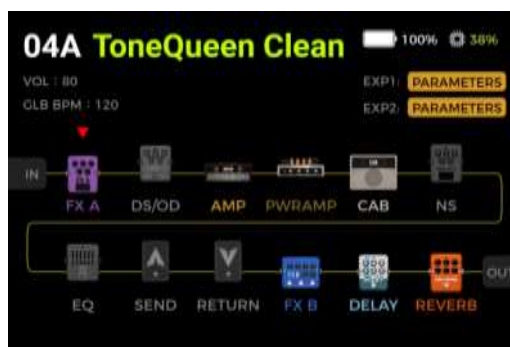 04A ToneQueen Clean
100% 38%
VOL : 80
EXP1: PARAMETERS
GLB BPM : 120
EXP2: PARAMETERS
IN
FX A DS/OD AMP PWRAMP CAB NS
OUT
EQ SEND RETURN FX B DELAY REVERB